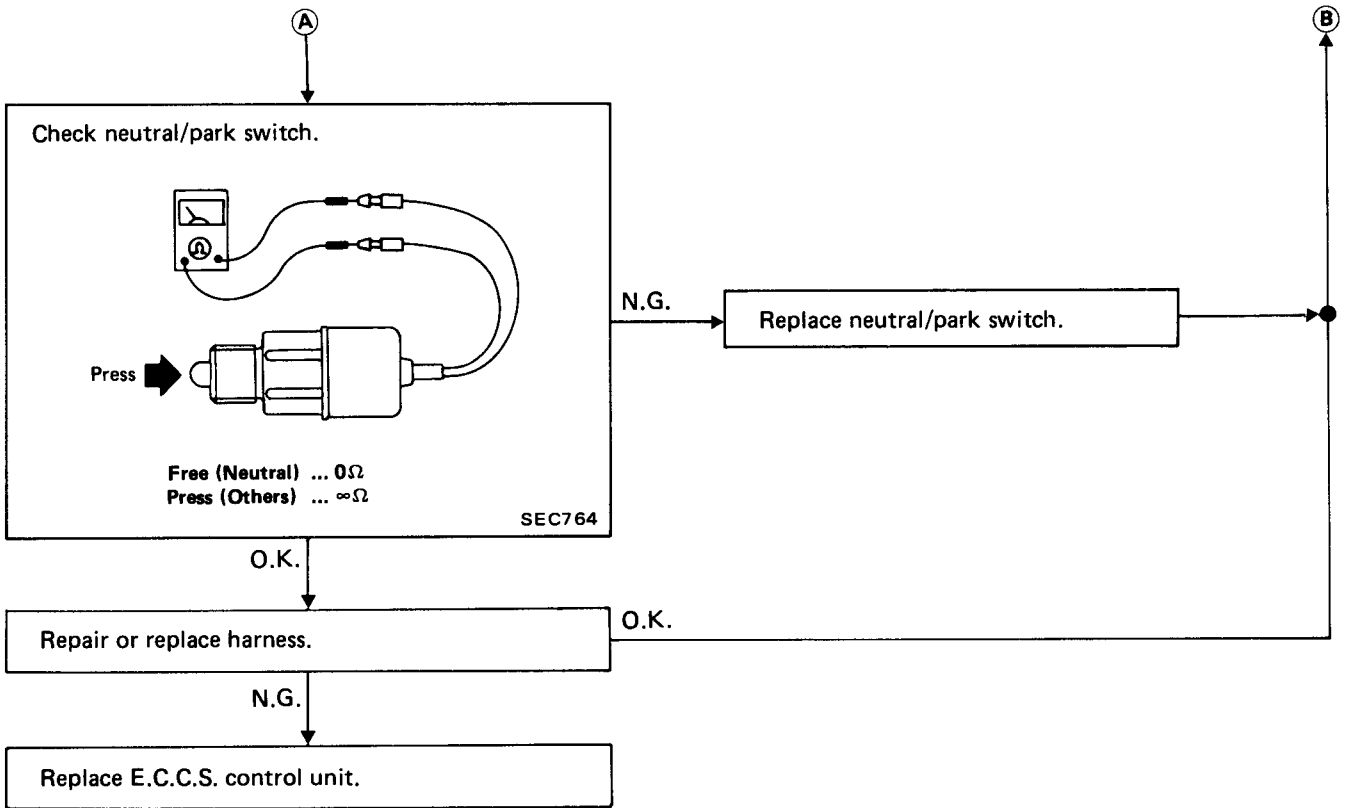 A
B
Check neutral/park switch.
Ω
Press
Free (Neutral) ... 0Ω
Press (Others) ... ∞Ω
SEC764
N.G.
Replace neutral/park switch.
O.K.
Repair or replace harness.
O.K.
N.G.
Replace E.C.C.S. control unit.